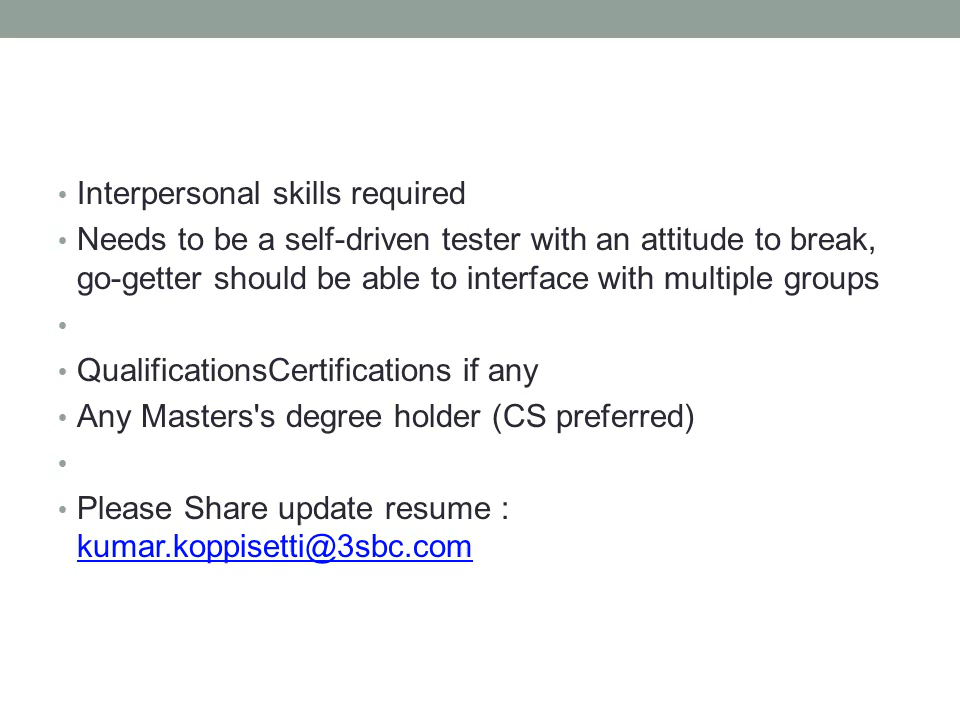 • Interpersonal skills required
• Needs to be a self-driven tester with an attitude to break,
go-getter should be able to interface with multiple groups
•
• QualificationsCertifications if any
• Any Masters's degree holder (CS preferred)
•
• Please Share update resume :
kumar.koppisetti@3sbc.com